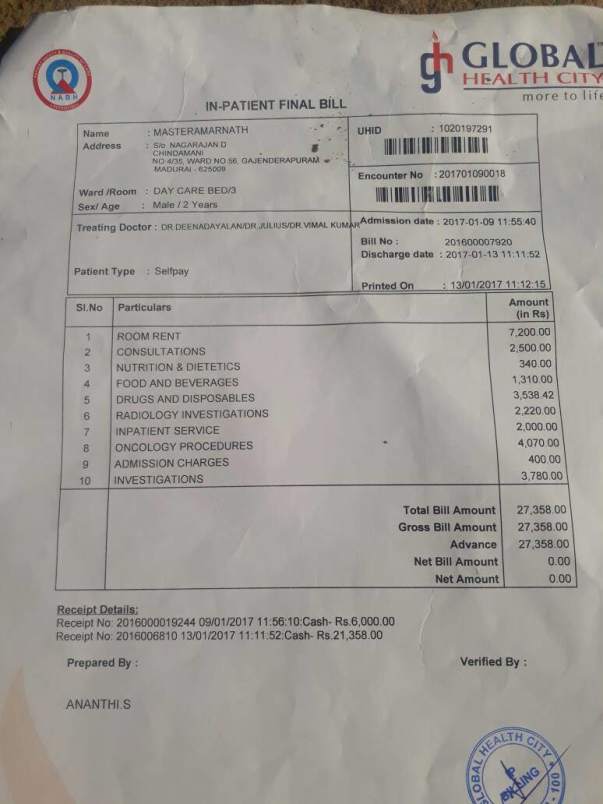 NABH
gh GLOBAL
HEALTH CITY
more to life
IN-PATIENT FINAL BILL
Name : MASTERAMARNATH
Address : S/o. NAGARAJAN D
CHINDAMANI
NO 4/35, WARD NO 56, GAJENDERAPURAM
MADURAI - 625009
Ward /Room : DAY CARE BED/3
Sex/ Age : Male / 2 Years
UHID : 1020197291
Encounter No : 201701090018
Treating Doctor : DR.DEENADAYALAN/DR.JULIUS/DR.VIMAL KUMAR
Admission date : 2017-01-09 11:55:40
Bill No : 201600007920
Discharge date : 2017-01-13 11:11:52
Patient Type : Selfpay
Printed On : 13/01/2017 11:12:15
Sl.No Particulars Amount
(in Rs)
1 ROOM RENT 7,200.00
2 CONSULTATIONS 2,500.00
3 NUTRITION & DIETETICS 340.00
4 FOOD AND BEVERAGES 1,310.00
5 DRUGS AND DISPOSABLES 3,538.42
6 RADIOLOGY INVESTIGATIONS 2,220.00
7 INPATIENT SERVICE 2,000.00
8 ONCOLOGY PROCEDURES 4,070.00
9 ADMISSION CHARGES 400.00
10 INVESTIGATIONS 3,780.00
Total Bill Amount 27,358.00
Gross Bill Amount 27,358.00
Advance 27,358.00
Net Bill Amount 0.00
Net Amount 0.00
Receipt Details:
Receipt No: 2016000019244 09/01/2017 11:56:10:Cash- Rs.6,000.00
Receipt No: 2016006810 13/01/2017 11:11:52:Cash- Rs.21,358.00
Prepared By :
Verified By :
ANANTHI.S
GLOBAL HEALTH CITY
IP
BILLING
100